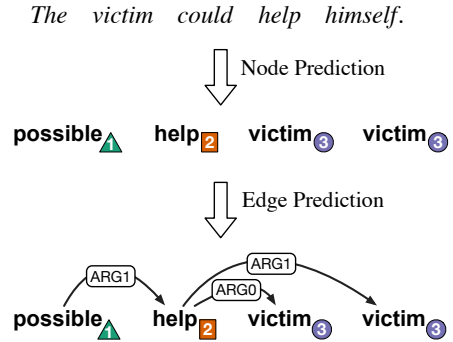 The victim could help himself.
Node Prediction
possible 1 help 2 victim 3 victim 3
Edge Prediction
ARG1
ARG1 ARG0
possible 1 help 2 victim 3 victim 3